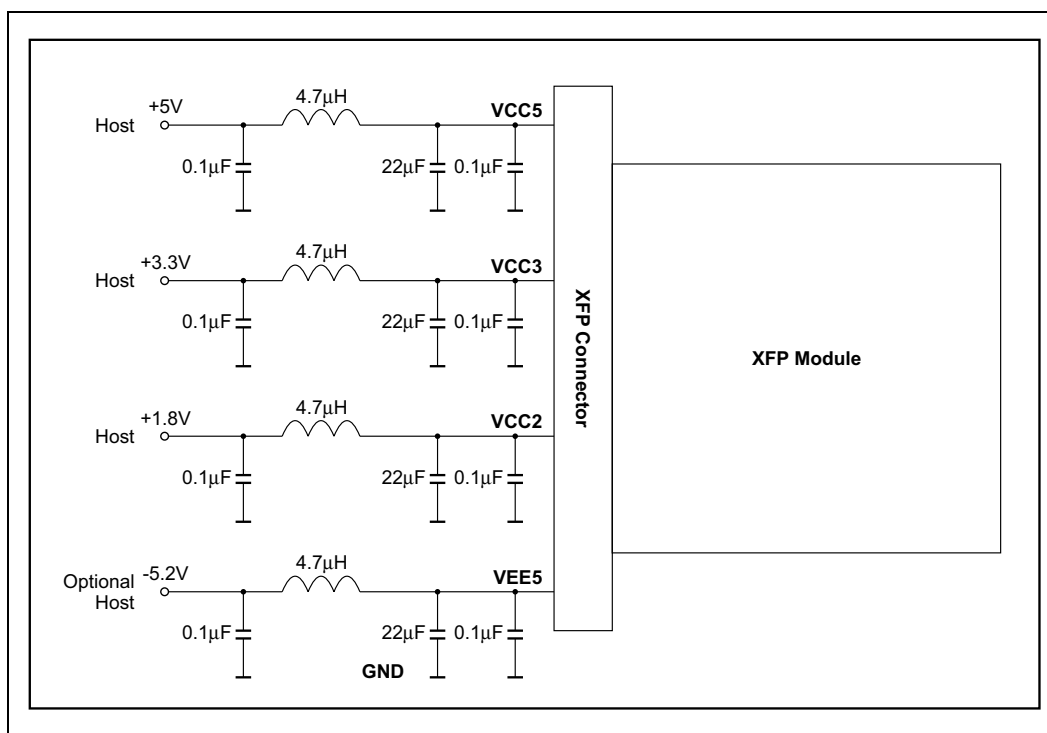 4.7μH
+5V
VCC5
Host
0.1μF
22μF
0.1μF
4.7μH
+3.3V
VCC3
Host
0.1μF
22μF
0.1μF
XFP Connector
XFP Module
4.7μH
+1.8V
VCC2
Host
0.1μF
22μF
0.1μF
4.7μH
Optional
Host
-5.2V
VEE5
0.1μF
22μF
0.1μF
GND